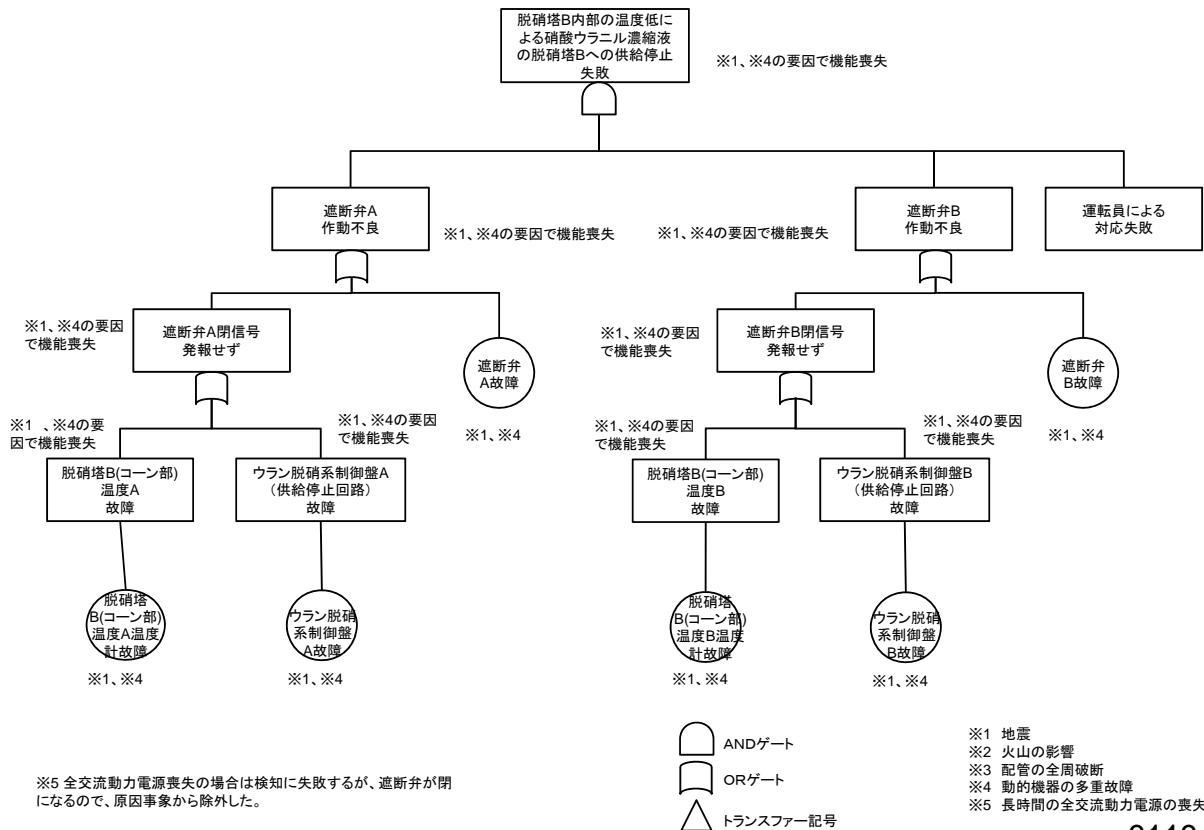 脱硝塔B内部の温度低に
よる硝酸ウラニル濃縮液
の脱硝塔Bへの供給停止
失敗
※1、※4の要因で機能喪失
遮断弁A
作動不良
※1、※4の要因で機能喪失
※1、※4の要因で機能喪失
遮断弁B
作動不良
運転員による
対応失敗
※1、※4の要因
で機能喪失
遮断弁A閉信号
発報せず
遮断弁
A故障
※1、※4
※1、※4の要因
で機能喪失
遮断弁B閉信号
発報せず
遮断弁
B故障
※1、※4
※1 、※4の要
因で機能喪失
※1、※4の要因
で機能喪失
※1、※4の要因
で機能喪失
※1、※4の要因
で機能喪失
脱硝塔B(コーン部)
温度A
故障
ウラン脱硝系制御盤A
（供給停止回路）
故障
脱硝塔B(コーン部)
温度B
故障
ウラン脱硝系制御盤B
（供給停止回路）
故障
脱硝塔
B(コーン部)
温度A温度
計故障
※1、※4
ウラン脱硝
系制御盤
A故障
※1、※4
脱硝塔
B(コーン部)
温度B温度
計故障
※1、※4
ウラン脱硝
系制御盤
B故障
※1、※4
※5 全交流動力電源喪失の場合は検知に失敗するが、遮断弁が閉
になるので、原因事象から除外した。
ANDゲート
ORゲート
トランスファー記号
※1 地震
※2 火山の影響
※3 配管の全周破断
※4 動的機器の多重故障
※5 長時間の全交流動力電源の喪失